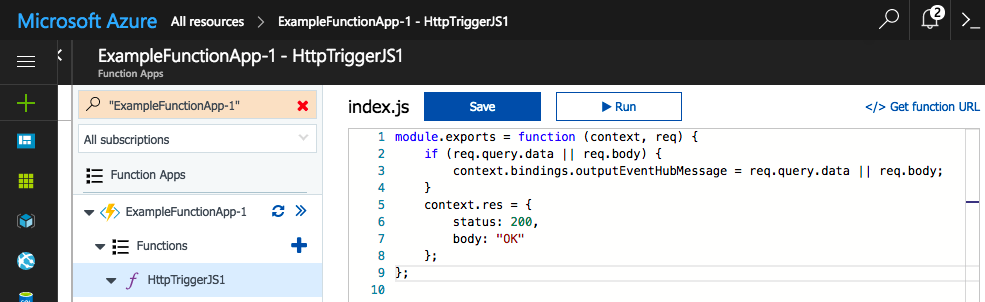 Microsoft Azure All resources > ExampleFunctionApp-1 - HttpTriggerJS1 2
ExampleFunctionApp-1 - HttpTriggerJS1
Function Apps
"ExampleFunctionApp-1"
All subscriptions
Function Apps
ExampleFunctionApp-1
Functions
HttpTriggerJS1
index.js Save Run </> Get function URL
1 module.exports = function (context, req) {
2     if (req.query.data || req.body) {
3         context.bindings.outputEventHubMessage = req.query.data || req.body;
4     }
5     context.res = {
6         status: 200,
7         body: "OK"
8     };
9 };
10